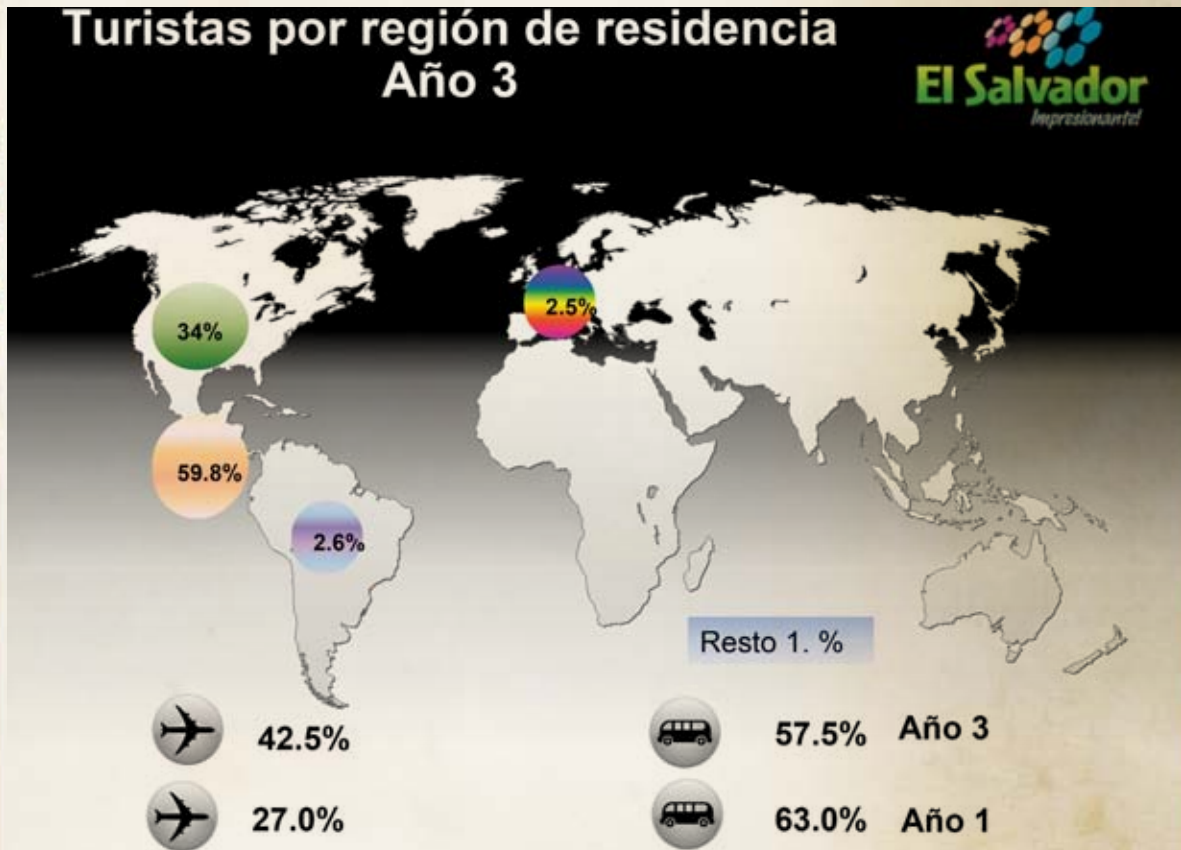 Turistas por región de residencia
Año 3
El Salvador
Impresionante!
34%
2.5%
59.8%
2.6%
Resto 1. %
42.5%
57.5% Año 3
27.0%
63.0% Año 1